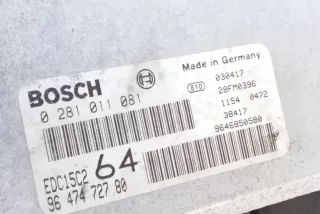 Made in Germany
BOSCH
0 281 011 081
030417
E10
28FM0396
1154 0472
38417
9646850580
EDC15C2 64
96 474 727 80